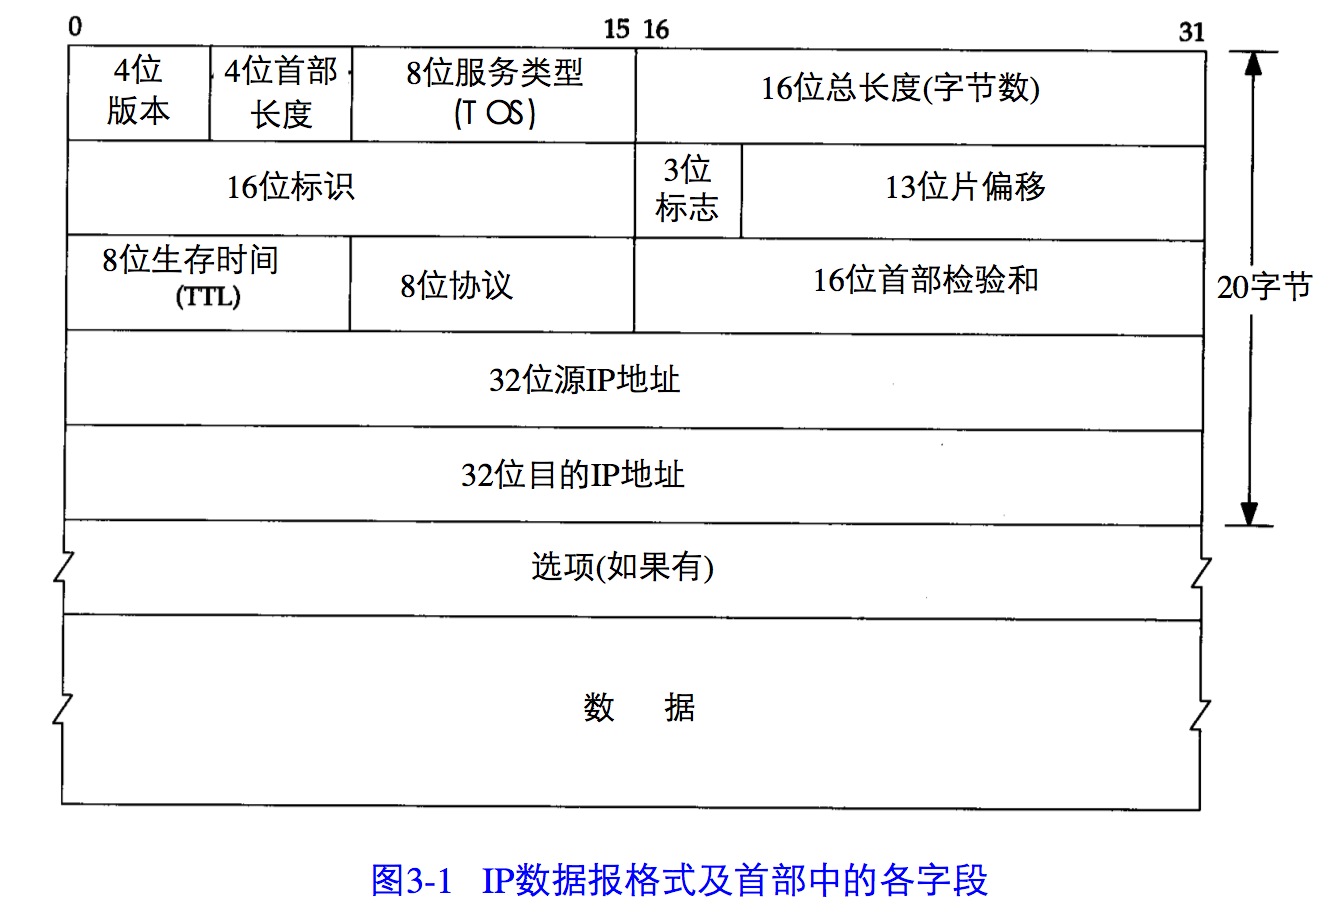 0 15 16 31
4位
版本
4位首部
长度
8位服务类型
(T OS)
16位总长度(字节数)
16位标识
3位
标志
13位片偏移
8位生存时间
(TTL)
8位协议
16位首部检验和
20字节
32位源IP地址
32位目的IP地址
选项(如果有)
数 据
图3-1 IP数据报格式及首部中的各字段